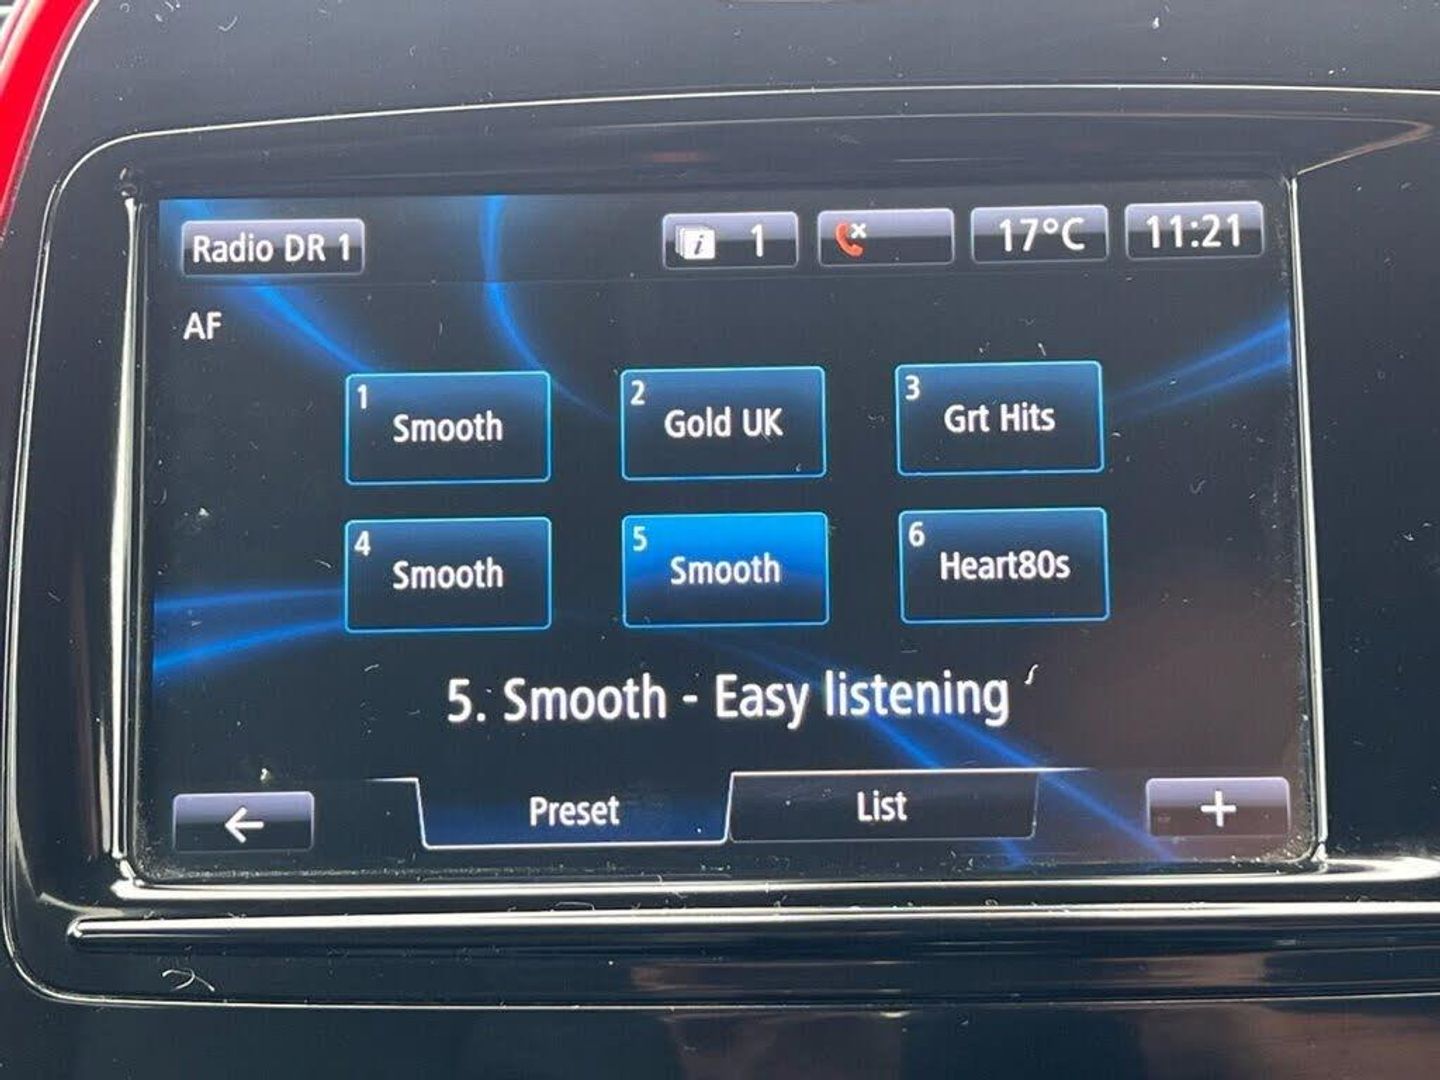 Radio DR 1
i 1
17°C
11:21
AF
1 Smooth
2 Gold UK
3 Grt Hits
4 Smooth
5 Smooth
6 Heart80s
5. Smooth - Easy listening
Preset
List
+